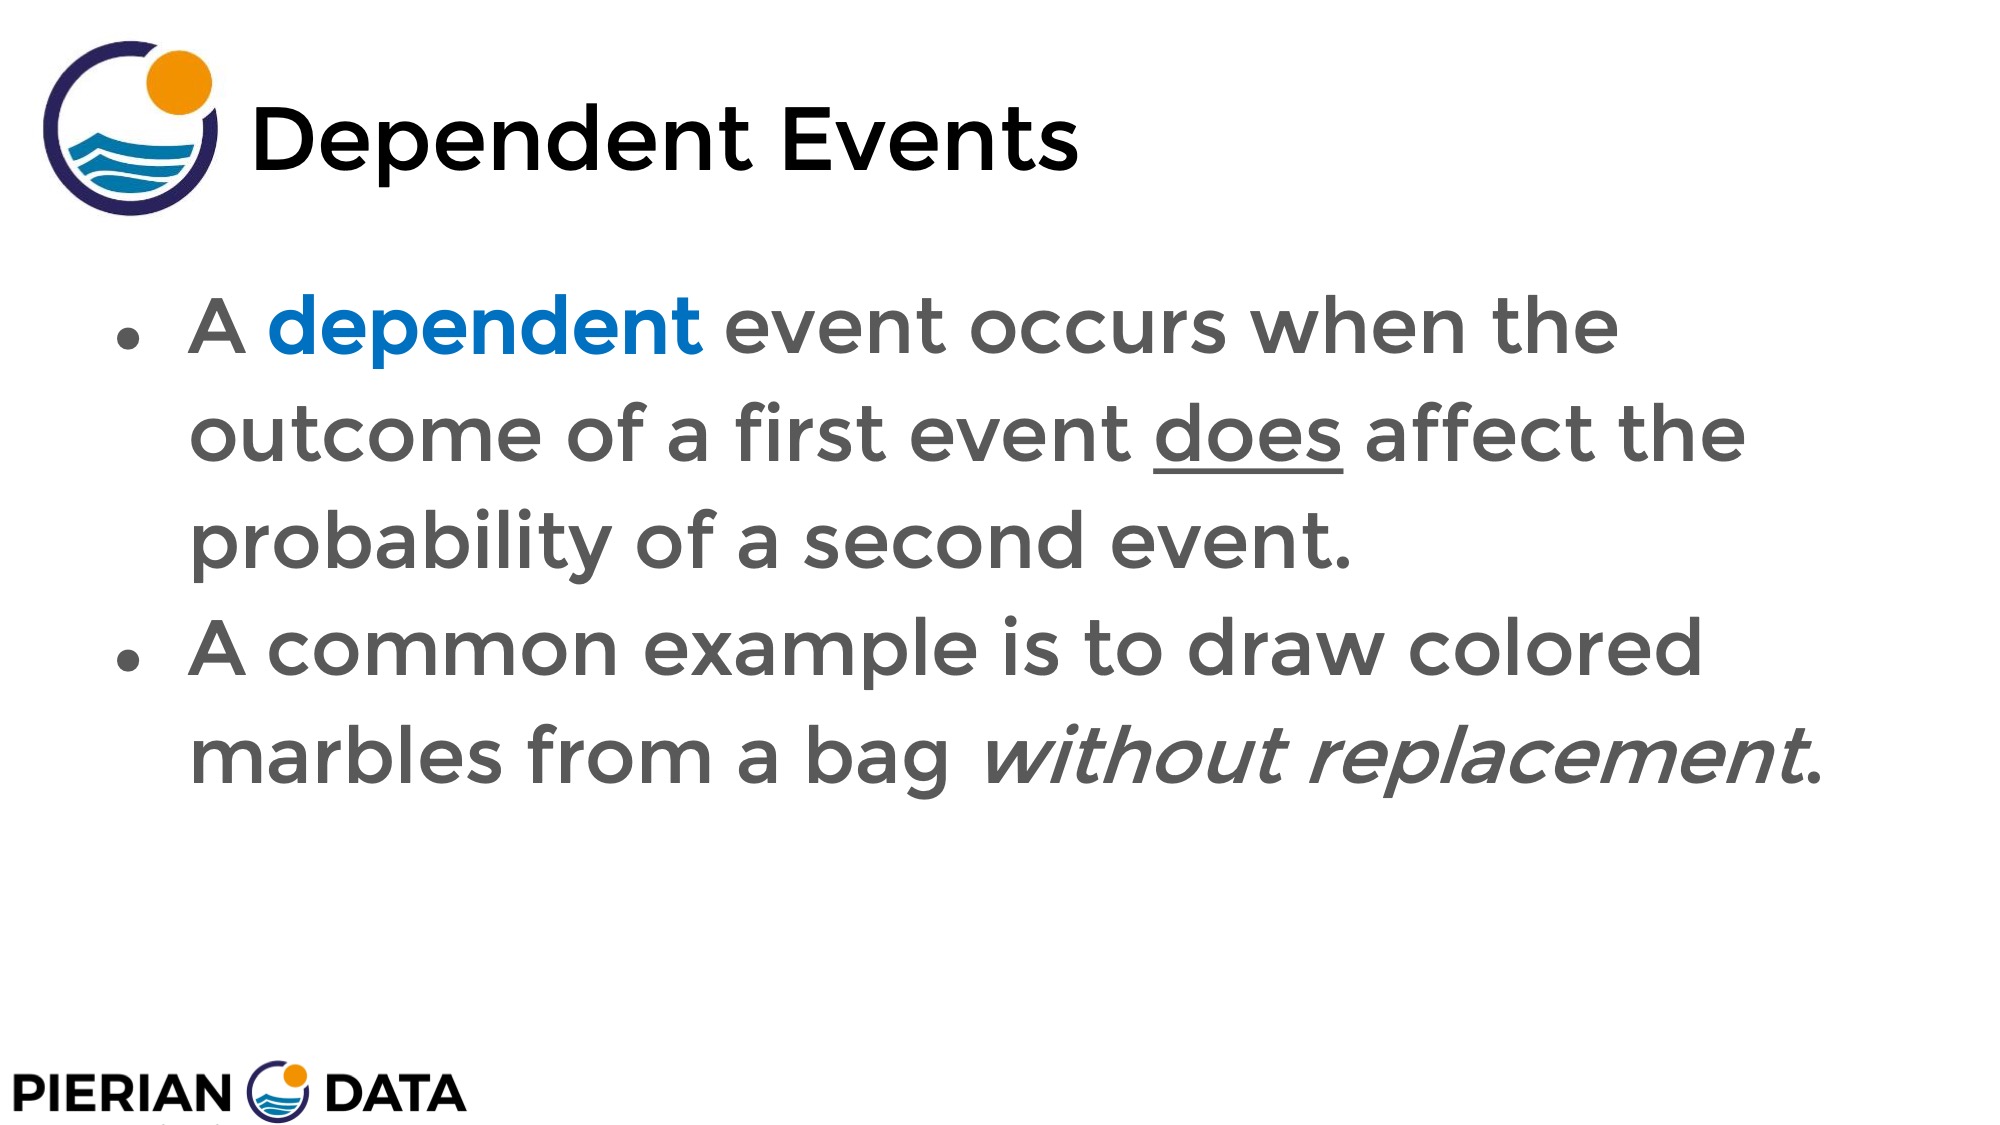 Dependent Events
• A dependent event occurs when the
outcome of a first event does affect the
probability of a second event.
• A common example is to draw colored
marbles from a bag without replacement.
PIERIAN DATA